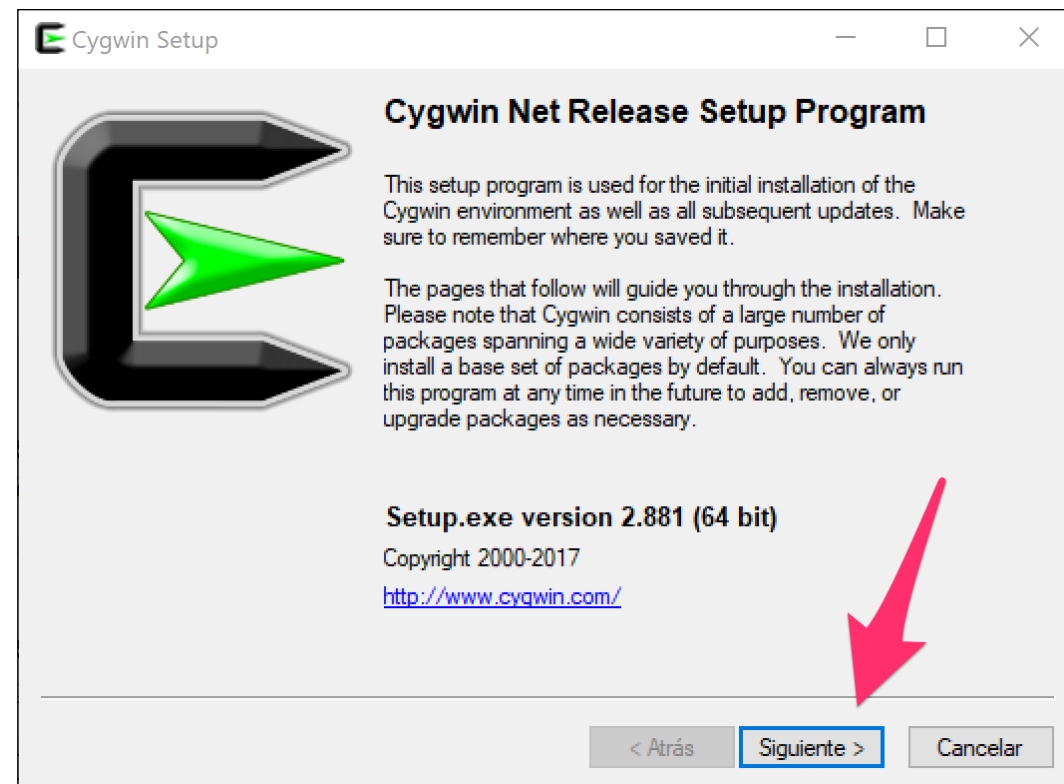 Cygwin Setup
Cygwin Net Release Setup Program
This setup program is used for the initial installation of the
Cygwin environment as well as all subsequent updates.  Make
sure to remember where you saved it.
The pages that follow will guide you through the installation.
Please note that Cygwin consists of a large number of
packages spanning a wide variety of purposes.  We only
install a base set of packages by default.  You can always run
this program at any time in the future to add, remove, or
upgrade packages as necessary.
Setup.exe version 2.881 (64 bit)
Copyright 2000-2017
http://www.cygwin.com/
< Atrás   Siguiente >   Cancelar